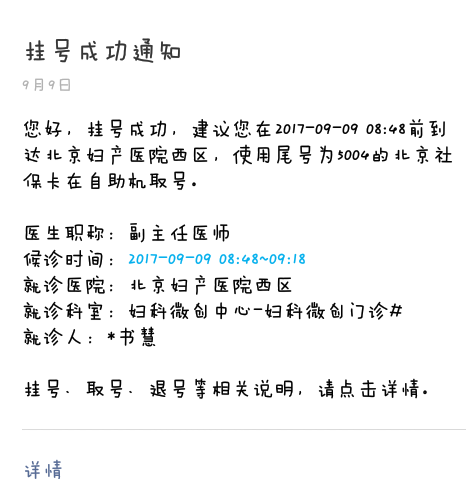 挂号成功通知
9月9日
您好，挂号成功，建议您在2017-09-09 08:48前到
达北京妇产医院西区，使用尾号为5004的北京社
保卡在自助机取号。
医生职称：副主任医师
候诊时间：2017-09-09 08:48~09:18
就诊医院：北京妇产医院西区
就诊科室：妇科微创中心-妇科微创门诊#
就诊人：*书慧
挂号、取号、退号等相关说明，请点击详情。
详情